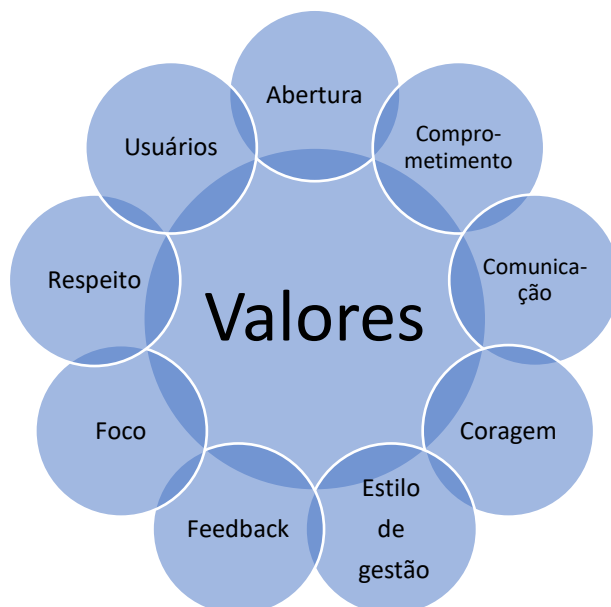 Abertura
Compro-
metimento
Comunica-
ção
Coragem
Estilo
de
gestão
Feedback
Foco
Respeito
Usuários
Valores